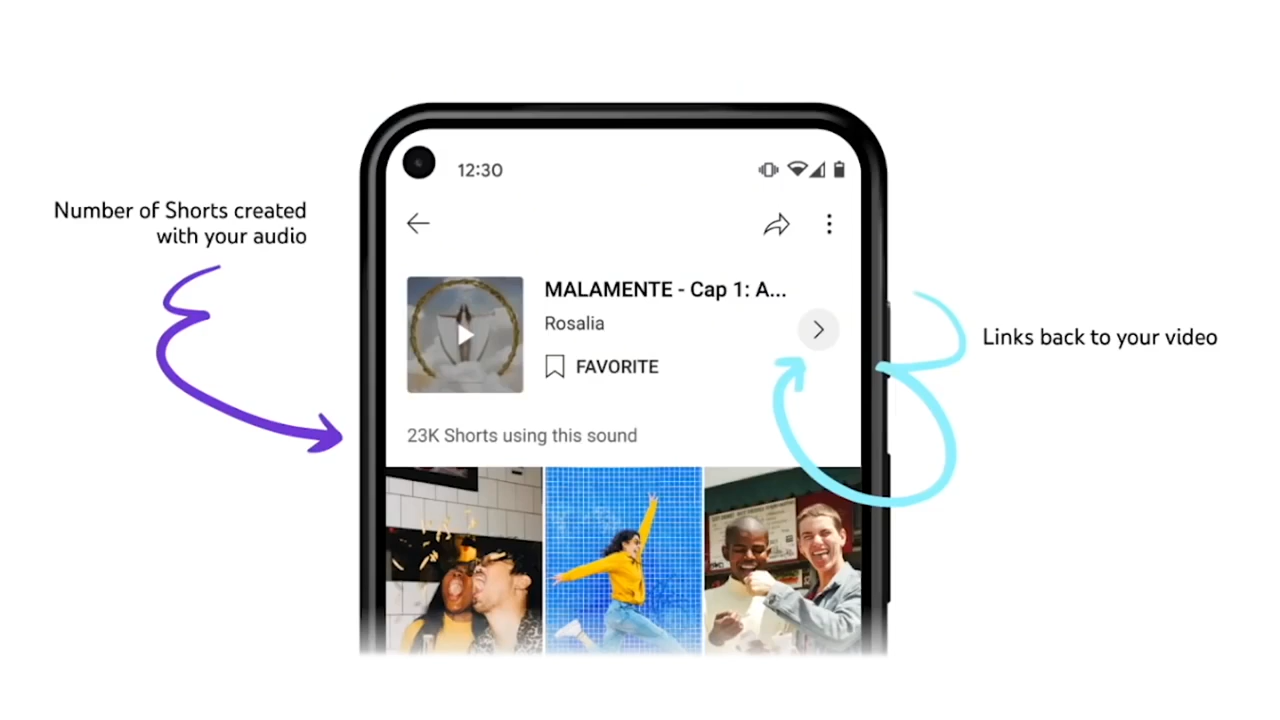 12:30
Number of Shorts created
with your audio
MALAMENTE - Cap 1: A...
Rosalia
FAVORITE
Links back to your video
23K Shorts using this sound